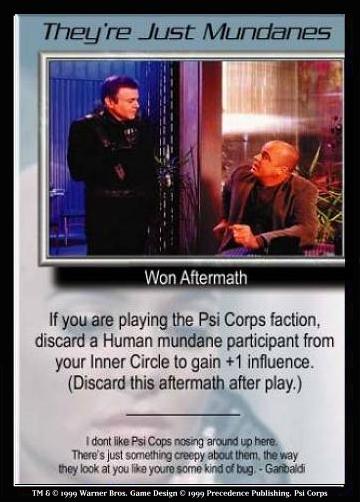 They're Just Mundanes
Won Aftermath
If you are playing the Psi Corps faction,
discard a Human mundane participant from
your Inner Circle to gain +1 influence.
(Discard this aftermath after play.)
I dont like Psi Cops nosing around up here.
There's just something creepy about them, the way
they look at you like youre some kind of bug. - Garibaldi
TM & © 1999 Warner Bros. Game Design © 1999 Precedence Publishing. Psi Corps